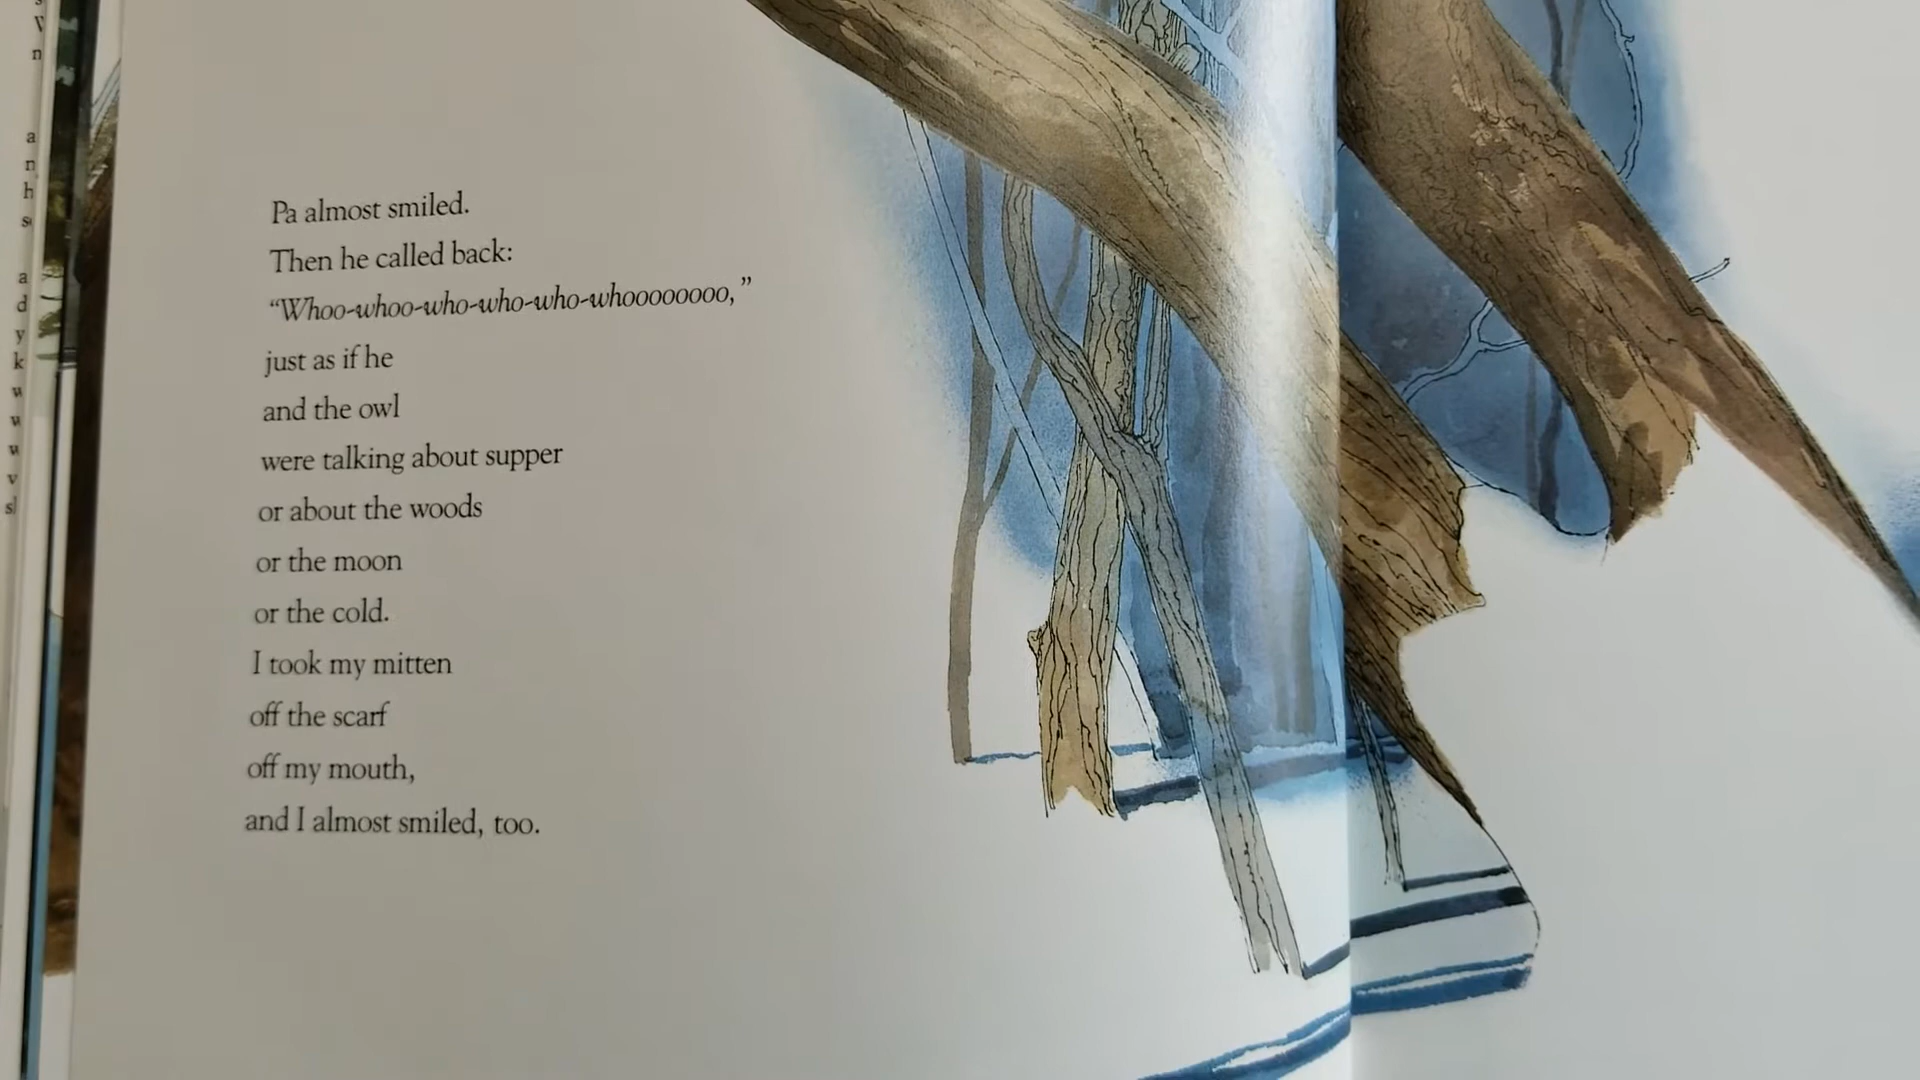 Pa almost smiled.
Then he called back:
“Whoo-whoo-who-who-who-whoooooooo,”
just as if he
and the owl
were talking about supper
or about the woods
or the moon
or the cold.
I took my mitten
off the scarf
off my mouth,
and I almost smiled, too.